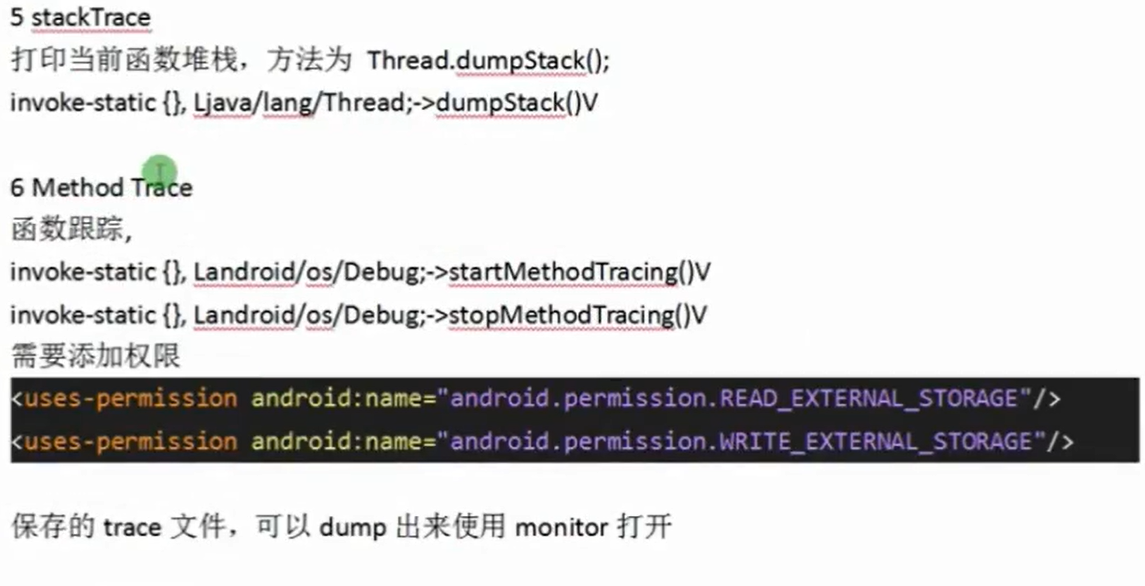 5 stackTrace
打印当前函数堆栈，方法为 Thread.dumpStack();
invoke-static {}, Ljava/lang/Thread;->dumpStack()V
6 Method Trace
函数跟踪,
invoke-static {}, Landroid/os/Debug;->startMethodTracing()V
invoke-static {}, Landroid/os/Debug;->stopMethodTracing()V
需要添加权限
<uses-permission android:name="android.permission.READ_EXTERNAL_STORAGE"/>
<uses-permission android:name="android.permission.WRITE_EXTERNAL_STORAGE"/>
保存的 trace 文件，可以 dump 出来使用 monitor 打开